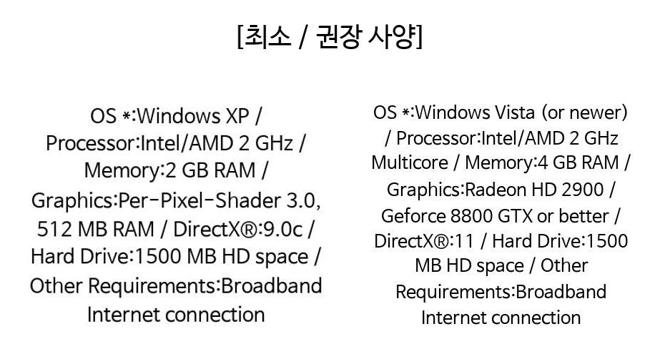 [최소 / 권장 사양]
OS *:Windows XP /
Processor:Intel/AMD 2 GHz /
Memory:2 GB RAM /
Graphics:Per-Pixel-Shader 3.0,
512 MB RAM / DirectX®:9.0c /
Hard Drive:1500 MB HD space /
Other Requirements:Broadband
Internet connection
OS *:Windows Vista (or newer)
/ Processor:Intel/AMD 2 GHz
Multicore / Memory:4 GB RAM /
Graphics:Radeon HD 2900 /
Geforce 8800 GTX or better /
DirectX®:11 / Hard Drive:1500
MB HD space / Other
Requirements:Broadband
Internet connection